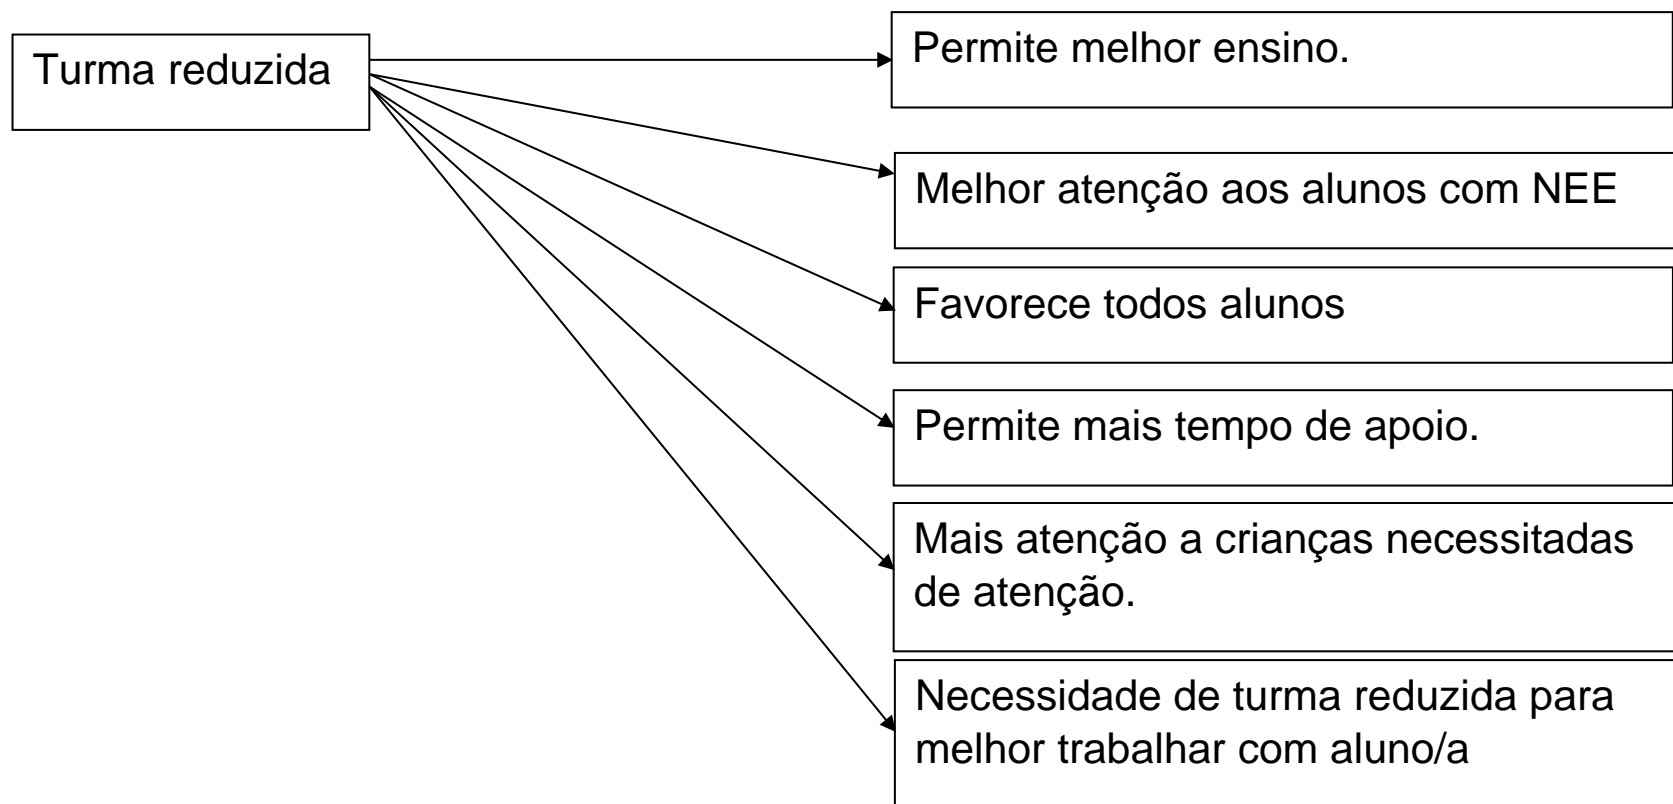 Turma reduzida
Permite melhor ensino.
Melhor atenção aos alunos com NEE
Favorece todos alunos
Permite mais tempo de apoio.
Mais atenção a crianças necessitadas
de atenção.
Necessidade de turma reduzida para
melhor trabalhar com aluno/a